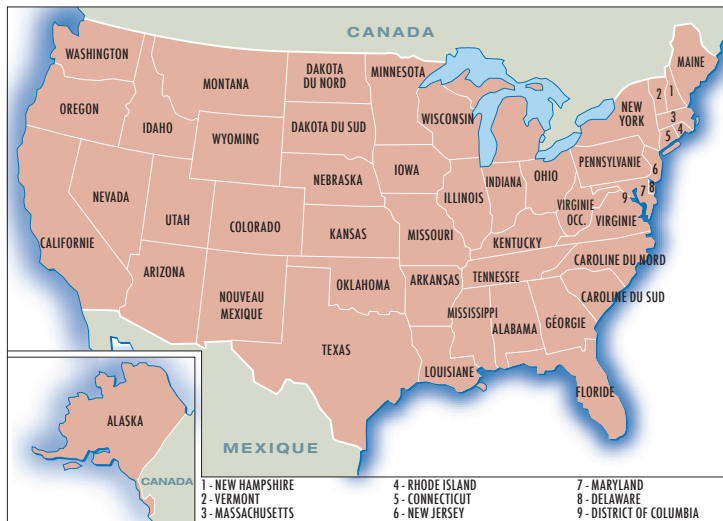 CANADA
WASHINGTON
MONTANA
DAKOTA
DU NORD
MINNESOTA
MAINE
OREGON
IDAHO
WYOMING
DAKOTA DU SUD
WISCONSIN
NEW
YORK
2
1
3
5
4
NEVADA
UTAH
COLORADO
NEBRASKA
IOWA
ILLINOIS
INDIANA
OHIO
PENNSYLVANIE
6
7
8
9
VIRGINIE
OCC.
VIRGINIE
CALIFORNIE
KANSAS
MISSOURI
KENTUCKY
ARIZONA
NOUVEAU
MEXIQUE
OKLAHOMA
ARKANSAS
TENNESSEE
CAROLINE DU NORD
CAROLINE DU SUD
TEXAS
MISSISSIPPI
ALABAMA
GÉORGIE
LOUISIANE
FLORIDE
MEXIQUE
ALASKA
CANADA
1 - NEW HAMPSHIRE
2 - VERMONT
3 - MASSACHUSETTS
4 - RHODE ISLAND
5 - CONNECTICUT
6 - NEW JERSEY
7 - MARYLAND
8 - DELAWARE
9 - DISTRICT OF COLUMBIA